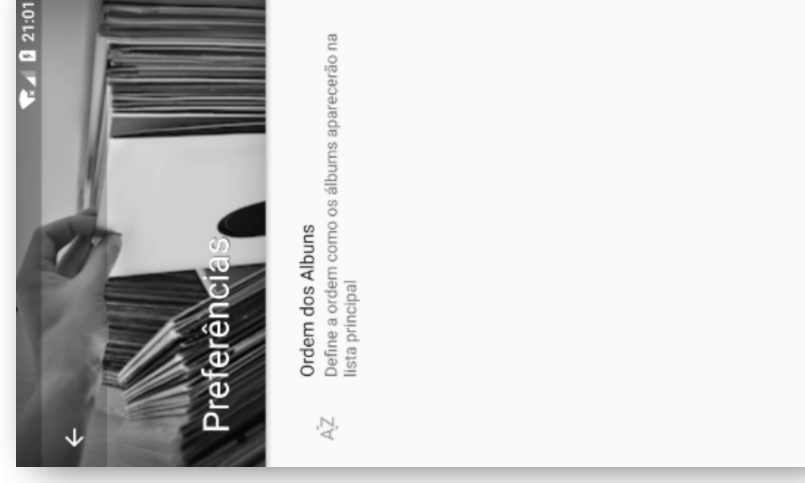 21:01
Preferências
Ordem dos Albuns
Define a ordem como os álbums aparecerão na
lista principal
AZ